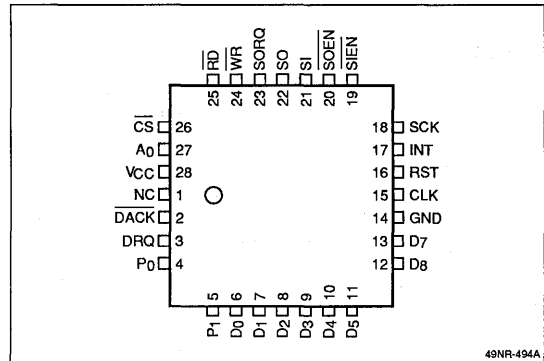 RD WR SORQ SO SI SOEN SIEN
25 24 23 22 21 20 19
CS 26
A0 27
VCC 28
NC 1
DACK 2
DRQ 3
P0 4
18 SCK
17 INT
16 RST
15 CLK
14 GND
13 D7
12 D8
5 6 7 8 9 10 11
P1 D0 D1 D2 D3 D4 D5
49NR-494A